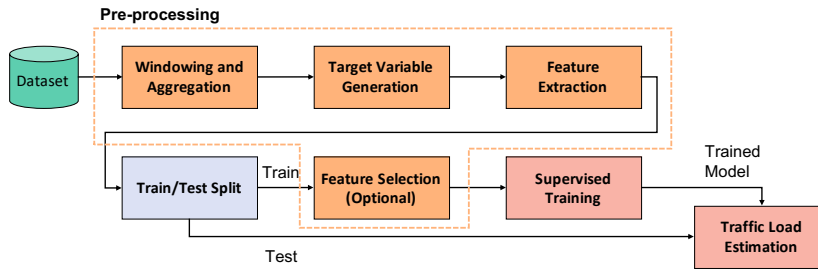 Pre-processing
Dataset
Windowing and
Aggregation
Target Variable
Generation
Feature
Extraction
Train/Test Split
Train
Feature Selection
(Optional)
Supervised
Training
Trained
Model
Traffic Load
Estimation
Test